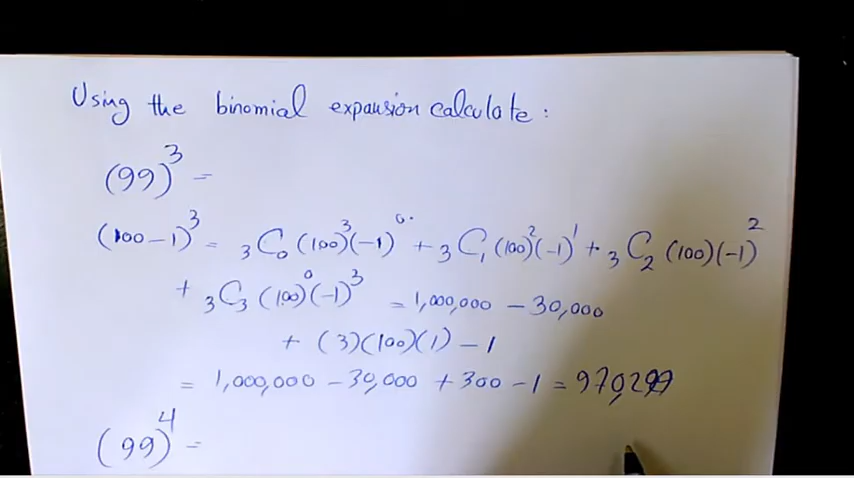 Using the binomial expansion calculate:
(99)³ =
(100-1)³ = ₃C₀(100)³(-1)⁰ + ₃C₁(100)²(-1)¹ + ₃C₂(100)(-1)²
+ ₃C₃(100)⁰(-1)³ = 1,000,000 - 30,000
+ (3)(100)(1) - 1
= 1,000,000 - 30,000 + 300 - 1 = 970,299
(99)⁴ =